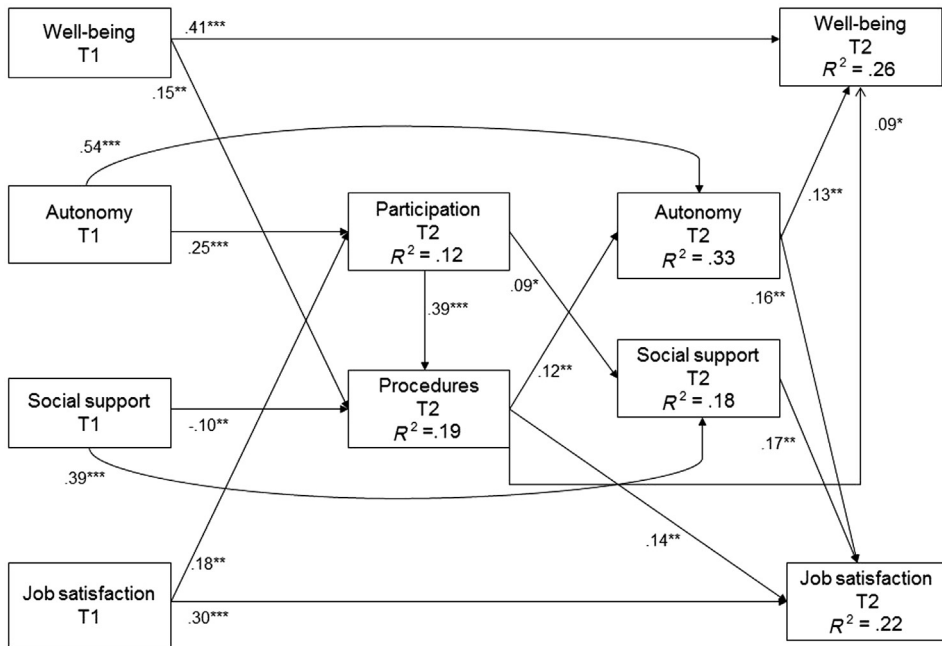 Well-being
T1
.41***
Well-being
T2
R² = .26
.15**
.09*
.54***
Autonomy
T1
.25***
Participation
T2
R² = .12
Autonomy
T2
R² = .33
.13**
.09*
.16**
.39***
Social support
T1
-.10**
.39***
Procedures
T2
R² =.19
.12**
Social support
T2
R² = .18
.17**
.14**
.18**
Job satisfaction
T1
.30***
Job satisfaction
T2
R² = .22